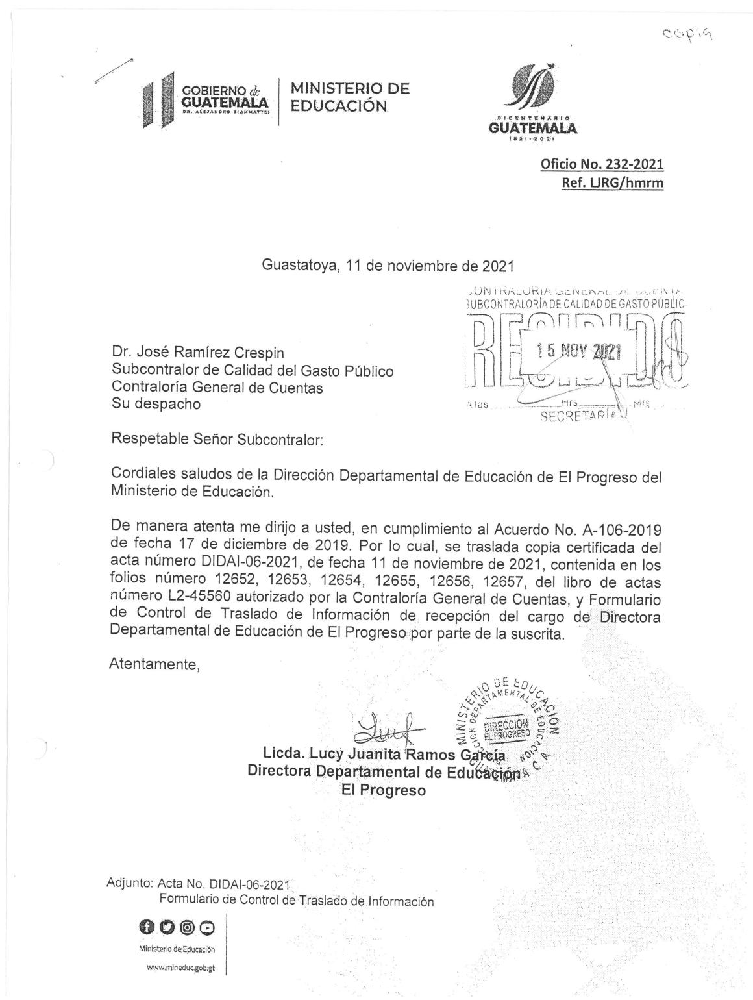 copia
GOBIERNO de
GUATEMALA
DR. ALEJANDRO GIAMMATTEI
MINISTERIO DE
EDUCACIÓN
BICENTENARIO
GUATEMALA
1821-2021
Oficio No. 232-2021
Ref. LJRG/hmrm
Guastatoya, 11 de noviembre de 2021
CONTRALORÍA GENERAL DE CUENTA
SUBCONTRALORÍA DE CALIDAD DE GASTO PÚBLIC
RECIBIDO
15 NOV 2021
A las Hrs Mts
SECRETARÍA
Dr. José Ramírez Crespin
Subcontralor de Calidad del Gasto Público
Contraloría General de Cuentas
Su despacho
Respetable Señor Subcontralor:
Cordiales saludos de la Dirección Departamental de Educación de El Progreso del
Ministerio de Educación.
De manera atenta me dirijo a usted, en cumplimiento al Acuerdo No. A-106-2019
de fecha 17 de diciembre de 2019. Por lo cual, se traslada copia certificada del
acta número DIDAI-06-2021, de fecha 11 de noviembre de 2021, contenida en los
folios número 12652, 12653, 12654, 12655, 12656, 12657, del libro de actas
número L2-45560 autorizado por la Contraloría General de Cuentas, y Formulario
de Control de Traslado de Información de recepción del cargo de Directora
Departamental de Educación de El Progreso por parte de la suscrita.
Atentamente,
MINISTERIO DE EDUCACION
DIRECCION DEPARTAMENTAL DE EDUCACION
DIRECCIÓN
EL PROGRESO
GUATEMALA C A
Licda. Lucy Juanita Ramos García
Directora Departamental de Educación
El Progreso
Adjunto: Acta No. DIDAI-06-2021
Formulario de Control de Traslado de Información
Ministerio de Educación
www.mineduc.gob.gt